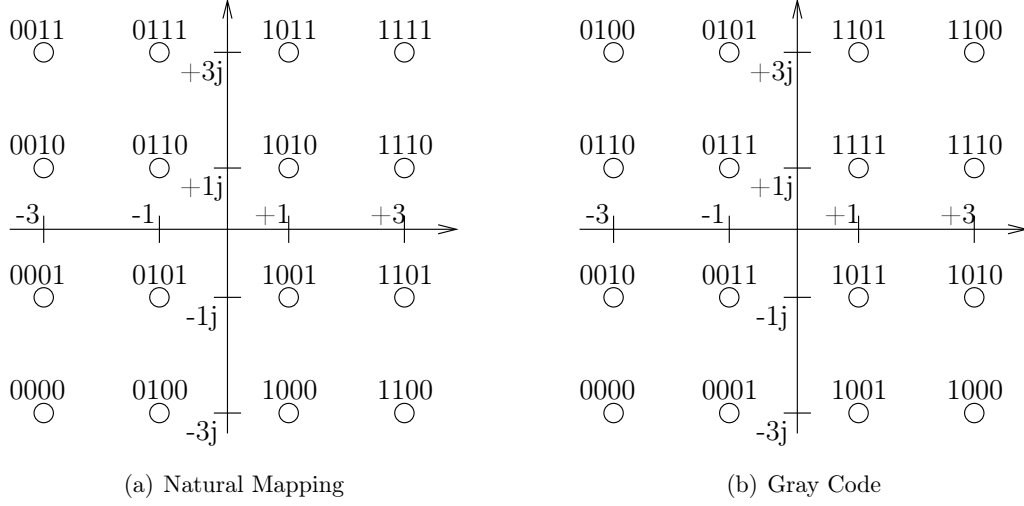 0011 0111 1011 1111 0100 0101 1101 1100
+3j +3j
0010 0110 1010 1110 0110 0111 1111 1110
+1j +1j
-3 -1 +1 +3 -3 -1 +1 +3
0001 0101 1001 1101 0010 0011 1011 1010
-1j -1j
0000 0100 1000 1100 0000 0001 1001 1000
-3j -3j
(a) Natural Mapping (b) Gray Code